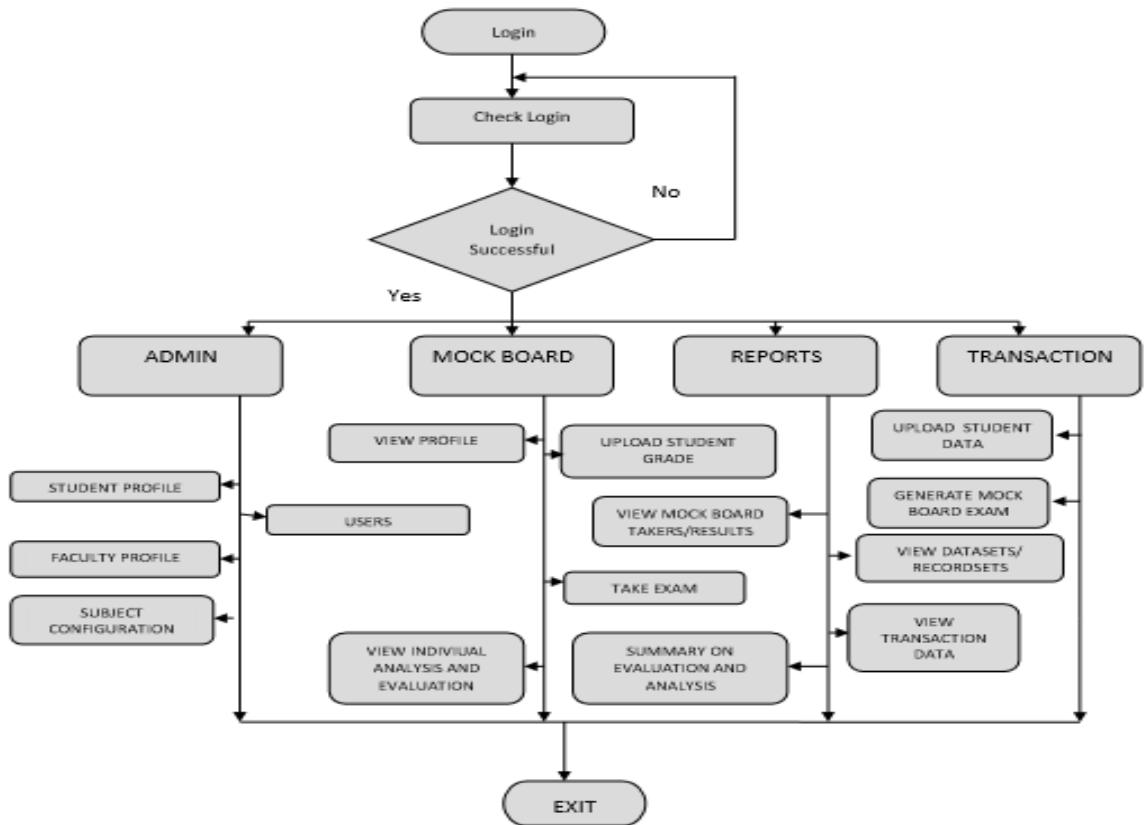 Login
Check Login
No
Login
Successful
Yes
ADMIN
MOCK BOARD
REPORTS
TRANSACTION
VIEW PROFILE
UPLOAD STUDENT
GRADE
UPLOAD STUDENT
DATA
STUDENT PROFILE
USERS
VIEW MOCK BOARD
TAKERS/RESULTS
GENERATE MOCK
BOARD EXAM
FACULTY PROFILE
VIEW DATASETS/
RECORDSETS
TAKE EXAM
SUBJECT
CONFIGURATION
VIEW INDIVIUAL
ANALYSIS AND
EVALUATION
SUMMARY ON
EVALUATION AND
ANALYSIS
VIEW
TRANSACTION
DATA
EXIT